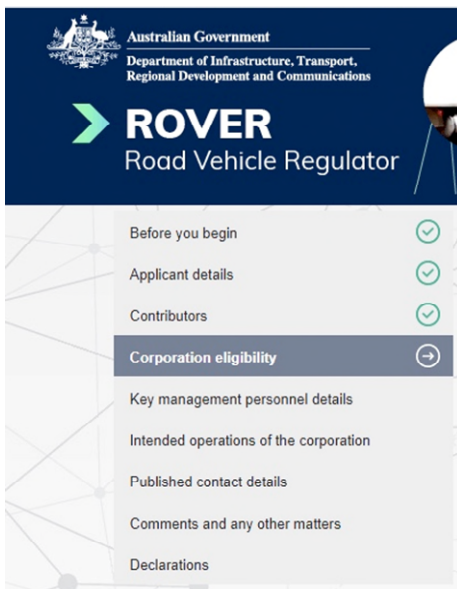 Australian Government
Department of Infrastructure, Transport,
Regional Development and Communications
ROVER
Road Vehicle Regulator
Before you begin
Applicant details
Contributors
Corporation eligibility
Key management personnel details
Intended operations of the corporation
Published contact details
Comments and any other matters
Declarations